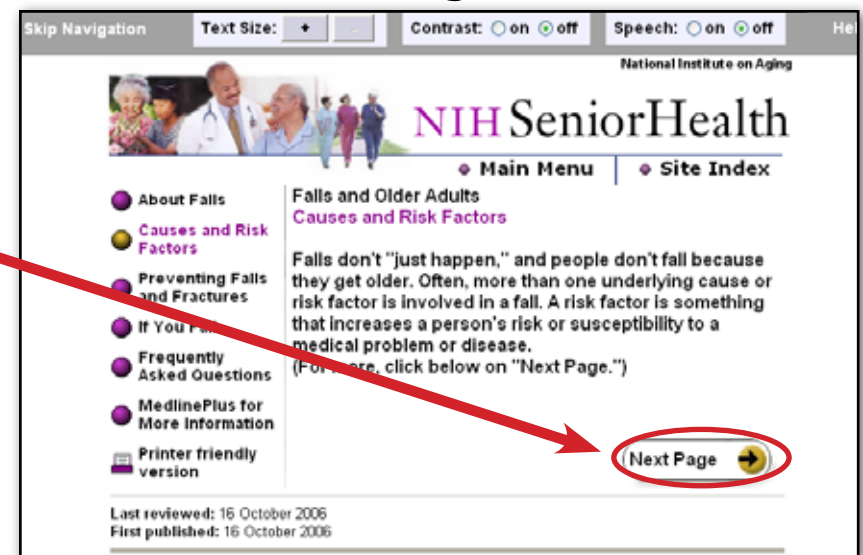 Skip Navigation Text Size: + - Contrast: on off Speech: on off
National Institute on Aging
NIH SeniorHealth
Main Menu Site Index
About Falls
Causes and Risk
Factors
Preventing Falls
and Fractures
If You
Frequently
Asked Questions
MedlinePlus for
More Information
Printer friendly
version
Falls and Older Adults
Causes and Risk Factors
Falls don't "just happen," and people don't fall because
they get older. Often, more than one underlying cause or
risk factor is involved in a fall. A risk factor is something
that increases a person's risk or susceptibility to a
medical problem or disease.
(For more, click below on "Next Page.")
Next Page
Last reviewed: 16 October 2006
First published: 16 October 2006